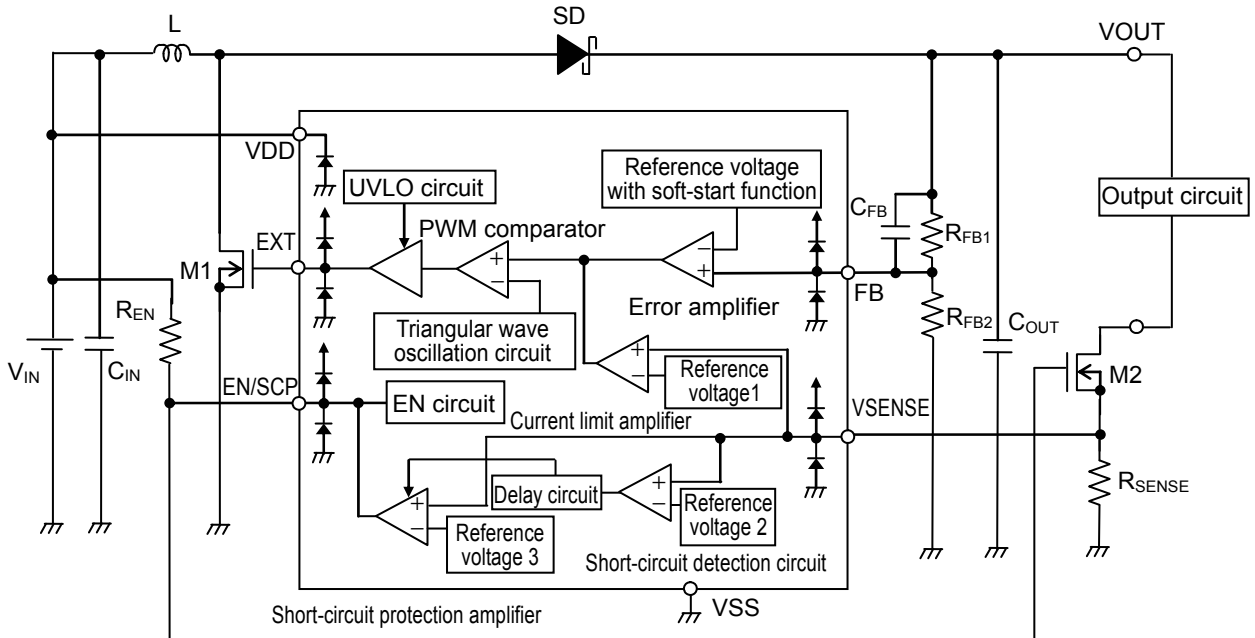 L
SD
VOUT
VDD
UVLO circuit
Reference voltage
with soft-start function
CFB
RFB1
Output circuit
EXT
PWM comparator
M1
FB
Error amplifier
REN
RFB2
COUT
Triangular wave
oscillation circuit
VIN
CIN
M2
EN/SCP
Reference
voltage1
EN circuit
VSENSE
Current limit amplifier
RSENSE
Delay circuit
Reference
voltage 2
Reference
voltage 3
Short-circuit detection circuit
VSS
Short-circuit protection amplifier
+
−
+
−
+
−
+
−
+
−